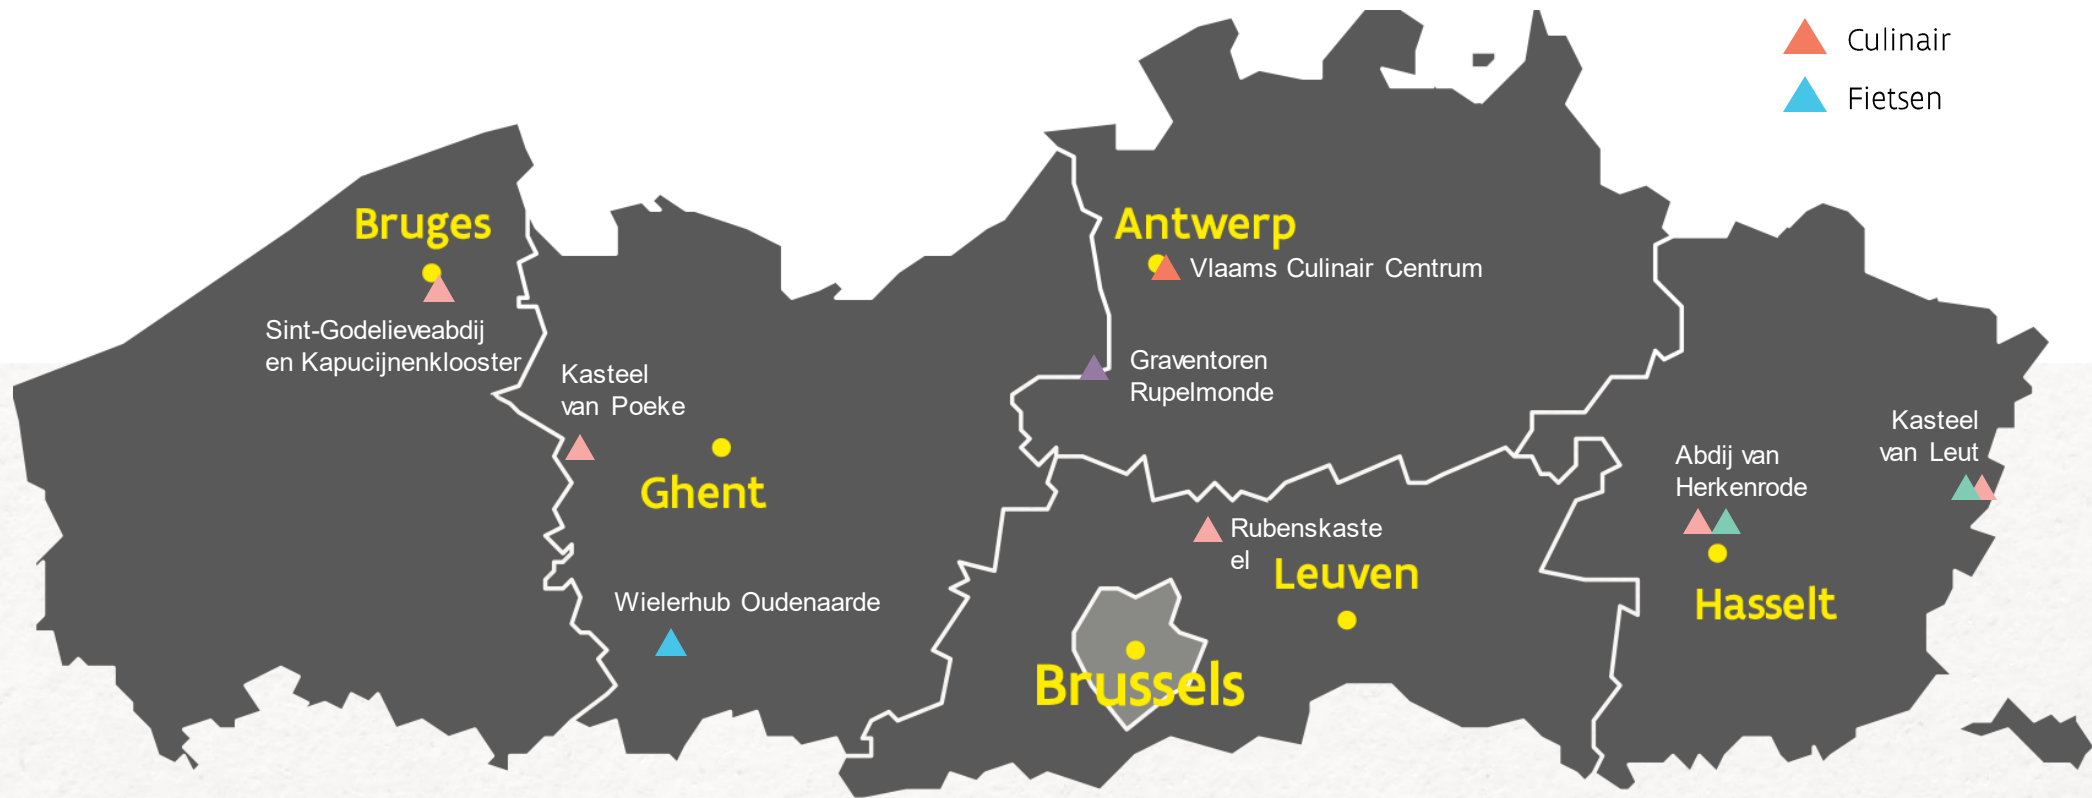 Culinair
Fietsen
Bruges
Antwerp
Vlaams Culinair Centrum
Sint-Godelieveabdij
en Kapucijnenklooster
Kasteel
van Poeke
Graventoren
Rupelmonde
Ghent
Kasteel
van Leut
Abdij van
Herkenrode
Rubenskaste
el
Leuven
Hasselt
Wielerhub Oudenaarde
Brussels